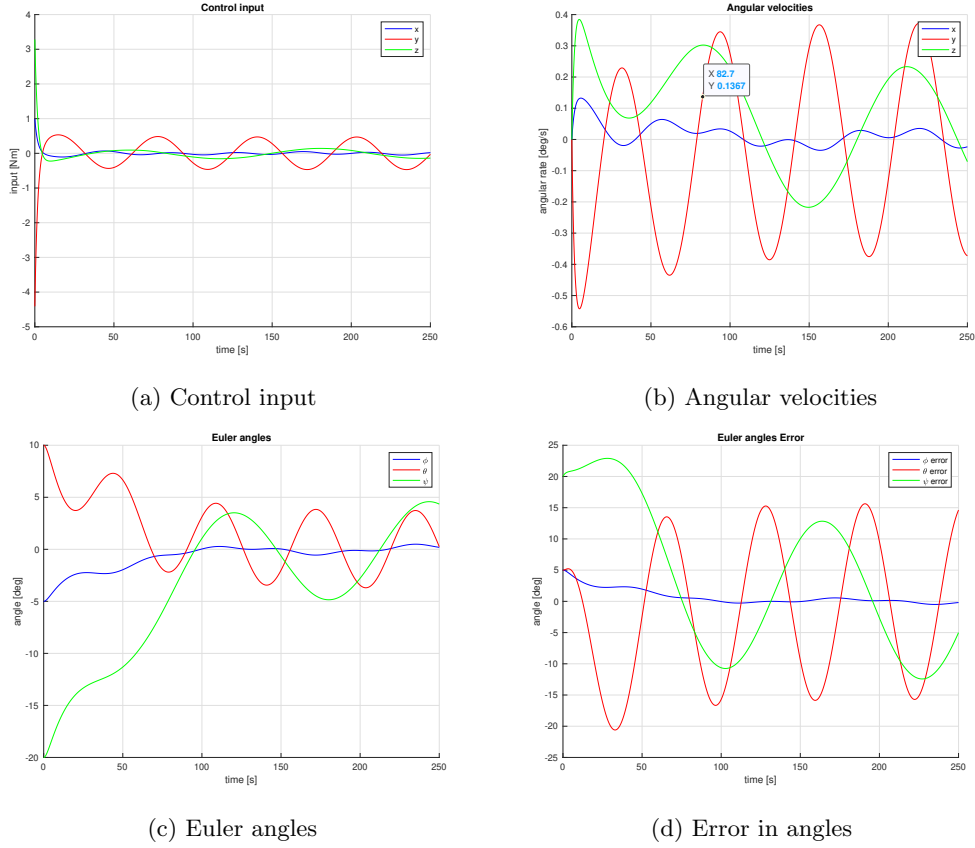 Control input
4
3
2
1
0
-1
-2
-3
-4
-5
input [Nm]
0 50 100 150 200 250
time [s]
x
y
z
(a) Control input
Angular velocities
0.4
0.3
0.2
0.1
0
-0.1
-0.2
-0.3
-0.4
-0.5
-0.6
angular rate [deg/s]
0 50 100 150 200 250
time [s]
x
y
z
X 82.7
Y 0.1367
(b) Angular velocities
Euler angles
10
5
0
-5
-10
-15
-20
angle [deg]
0 50 100 150 200 250
time [s]
ϕ
θ
ψ
(c) Euler angles
Euler angles Error
25
20
15
10
5
0
-5
-10
-15
-20
-25
angle [deg]
0 50 100 150 200 250
time [s]
ϕ error
θ error
ψ error
(d) Error in angles